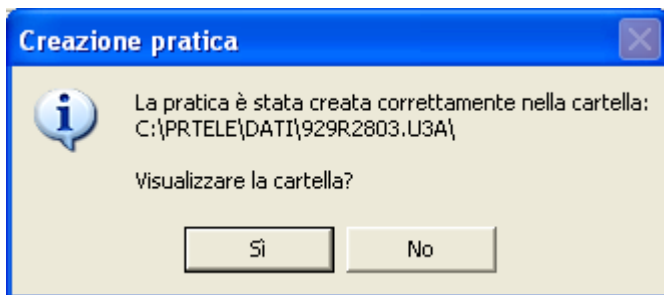 Creazione pratica
La pratica è stata creata correttamente nella cartella:
C:\PRTELE\DATI\929R2803.U3A\
Visualizzare la cartella?
Sì
No